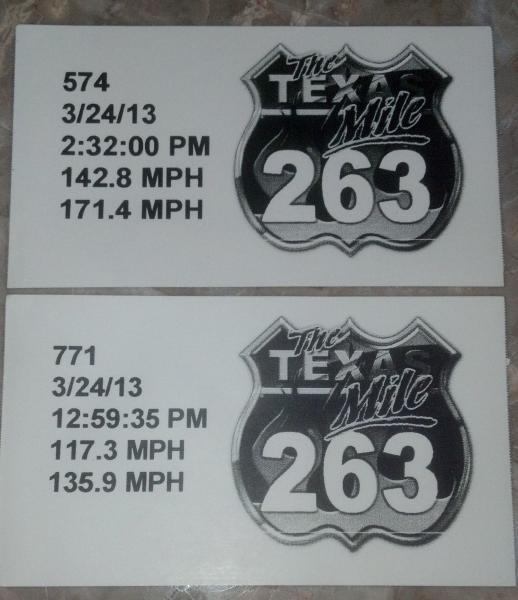 574
3/24/13
2:32:00 PM
142.8 MPH
171.4 MPH
The
TEXAS
Mile
263
771
3/24/13
12:59:35 PM
117.3 MPH
135.9 MPH
The
TEXAS
Mile
263